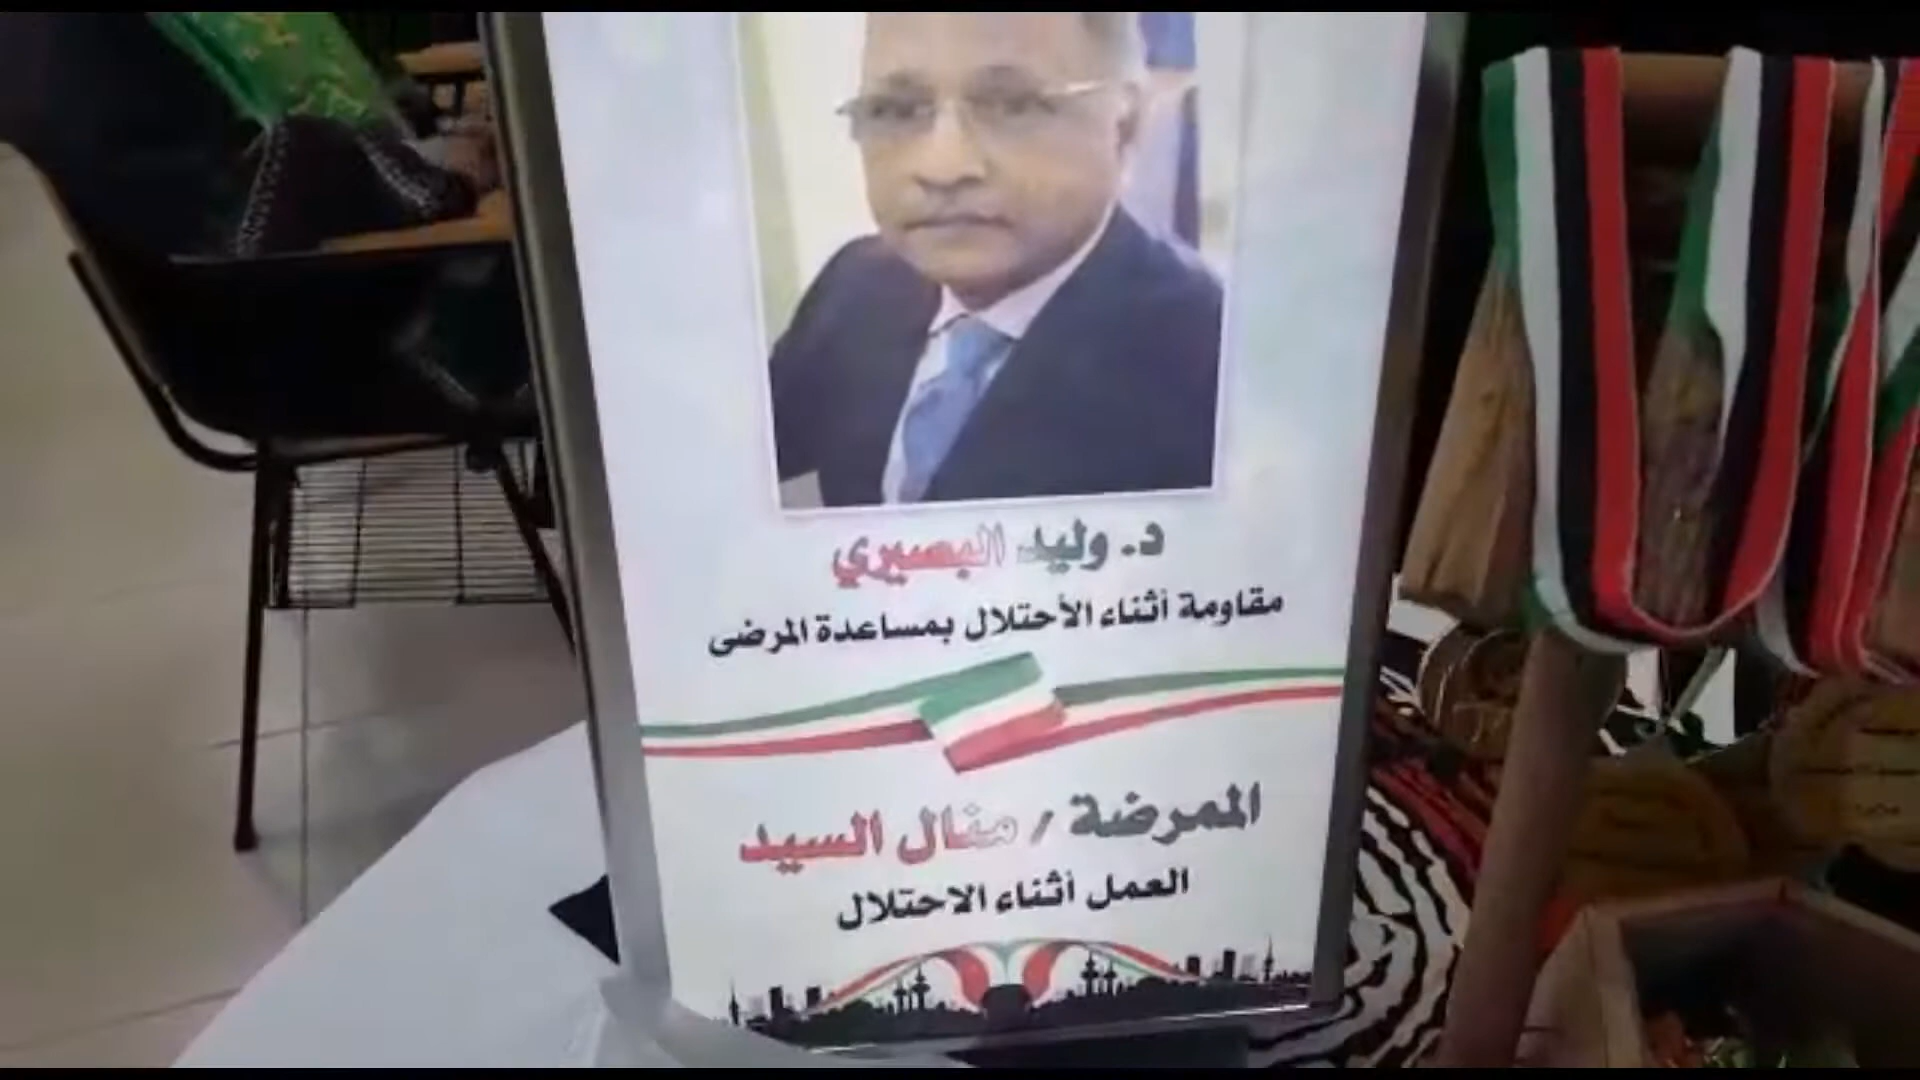 د. وليد البصيري
مقاومة أثناء الأحتلال بمساعدة المرضى
الممرضة / منال السيد
العمل أثناء الاحتلال